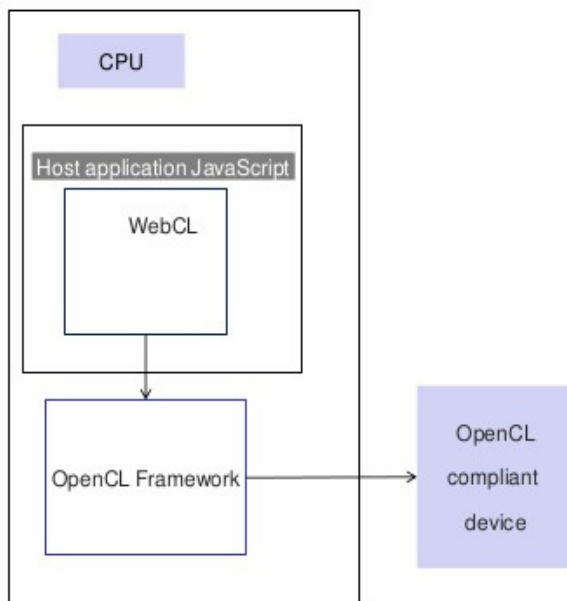 CPU
Host application JavaScript
WebCL
OpenCL Framework
OpenCL
compliant
device